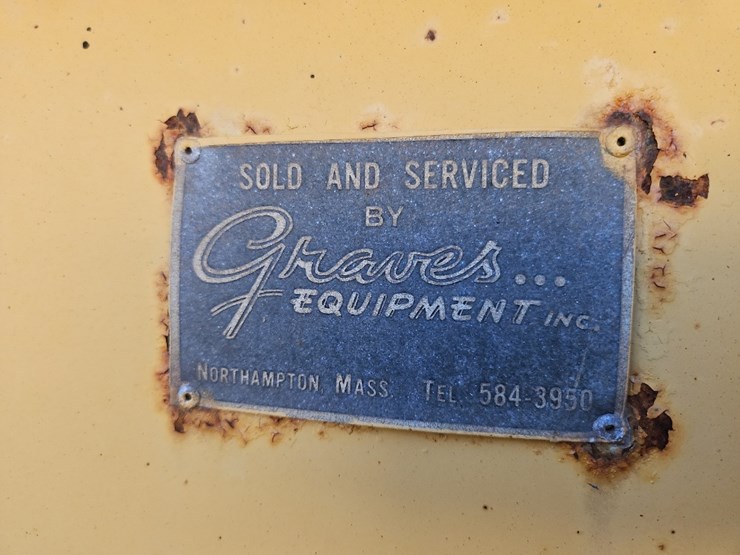 SOLD AND SERVICED
BY
Graves...
EQUIPMENT INC.
NORTHAMPTON, MASS. TEL. 584-3950